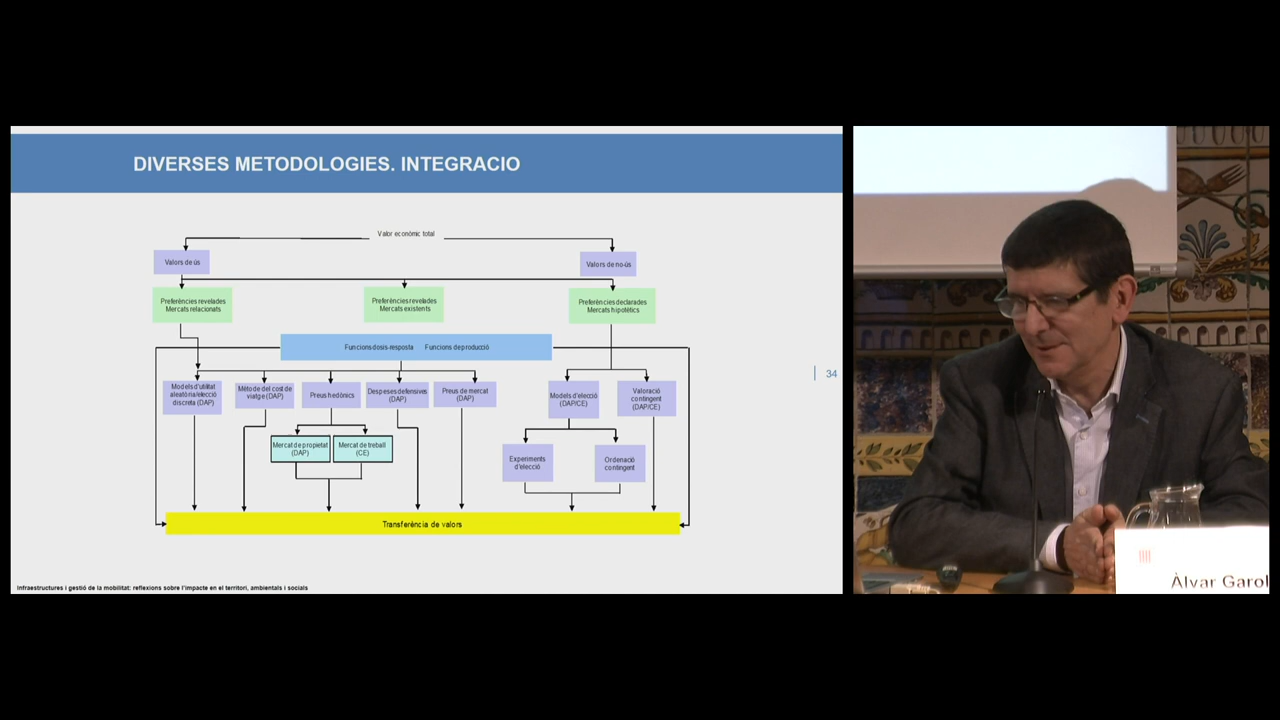 DIVERSES METODOLOGIES. INTEGRACIO
Valor econòmic total
Valors de ús
Valors de no-ús
Preferències revelades
Mercats relacionats
Preferències revelades
Mercats existents
Preferències declarades
Mercats hipotètics
Funcions dosis-resposta Funcions de producció
Models d'utilitat
aleatòria/elecció
discreta (DAP)
Mètode del cost de
viatge (DAP)
Preus hedònics
Despeses defensives
(DAP)
Preus de mercat
(DAP)
Models d'elecció
(DAP/CE)
Valoració
contingent
(DAP/CE)
Mercat de propietat
(DAP)
Mercat de treball
(CE)
Experiments
d'elecció
Ordenació
contingent
Transferència de valors
34
Infraestructures i gestió de la mobilitat: reflexions sobre l'impacte en el territori, ambientals i socials
Àlvar Garol